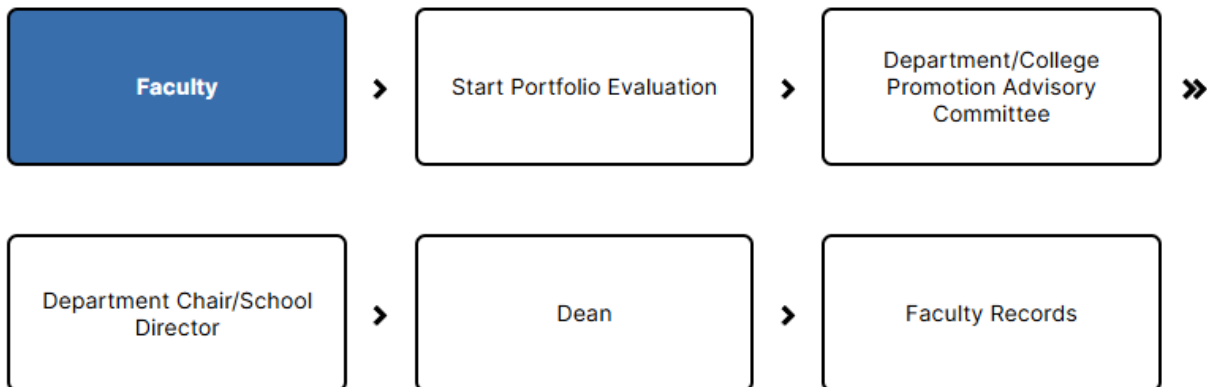 Faculty
Start Portfolio Evaluation
Department/College
Promotion Advisory
Committee
Department Chair/School
Director
Dean
Faculty Records